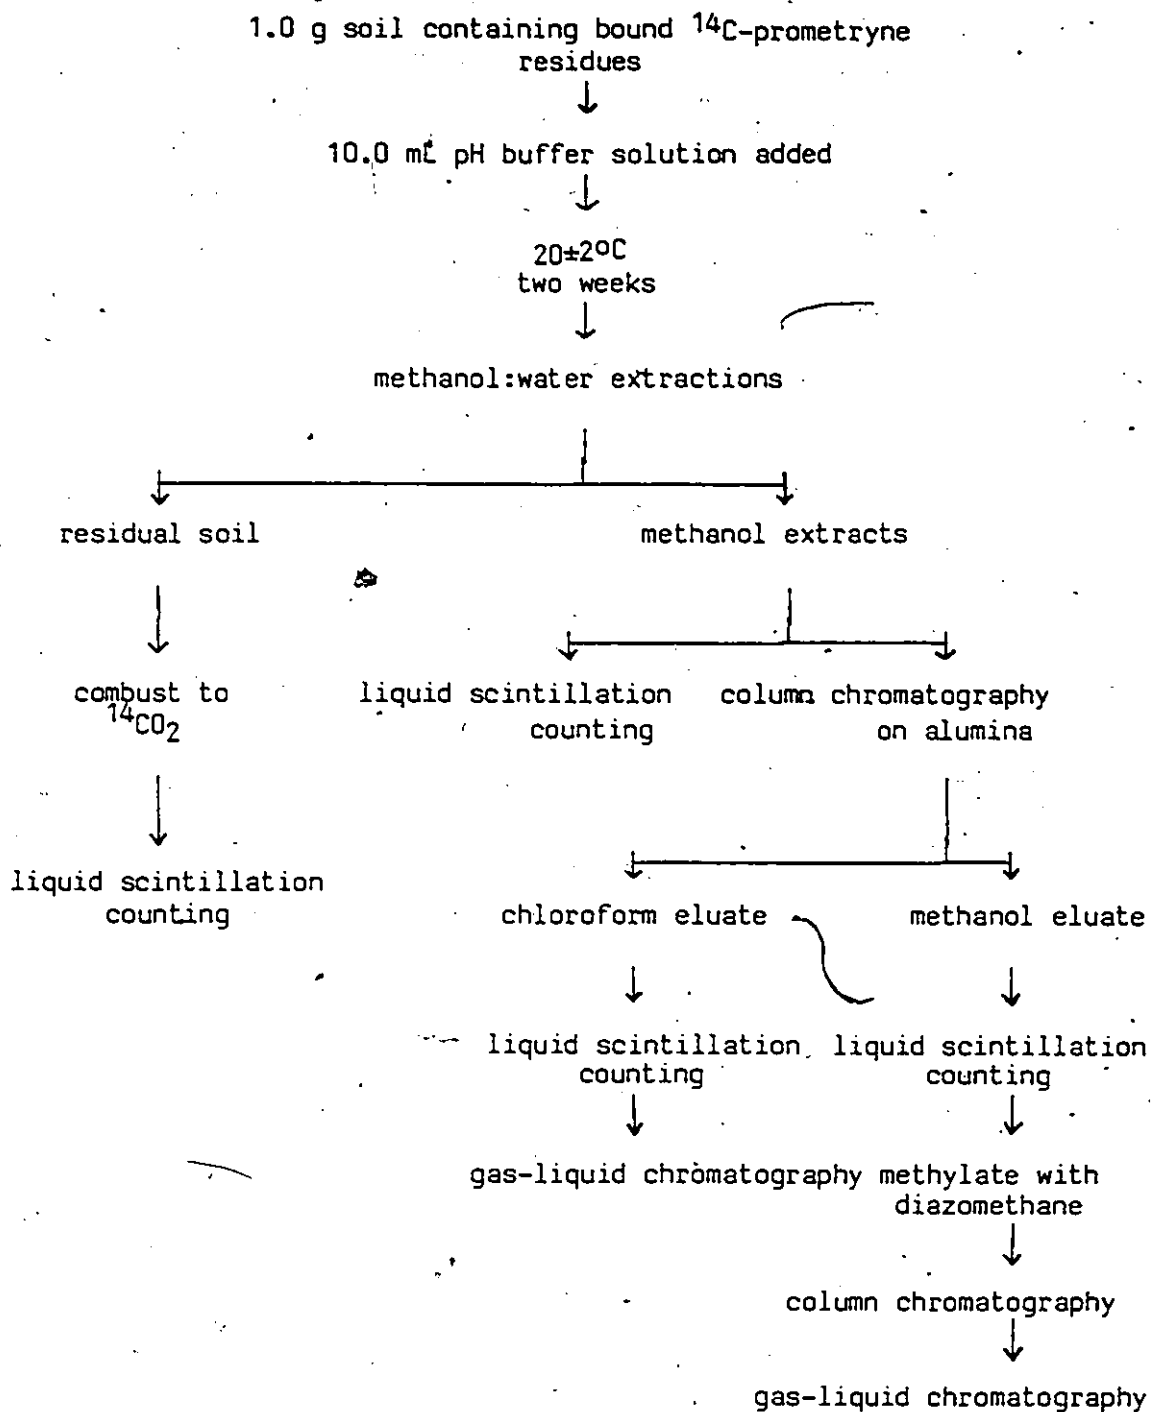 1.0 g soil containing bound ¹⁴C-prometryne
residues
10.0 mL pH buffer solution added
20±2ºC
two weeks
methanol:water extractions
residual soil methanol extracts
combust to liquid scintillation column chromatography
¹⁴CO₂ counting on alumina
liquid scintillation
counting
chloroform eluate methanol eluate
liquid scintillation liquid scintillation
counting counting
gas-liquid chromatography methylate with
diazomethane
column chromatography
gas-liquid chromatography